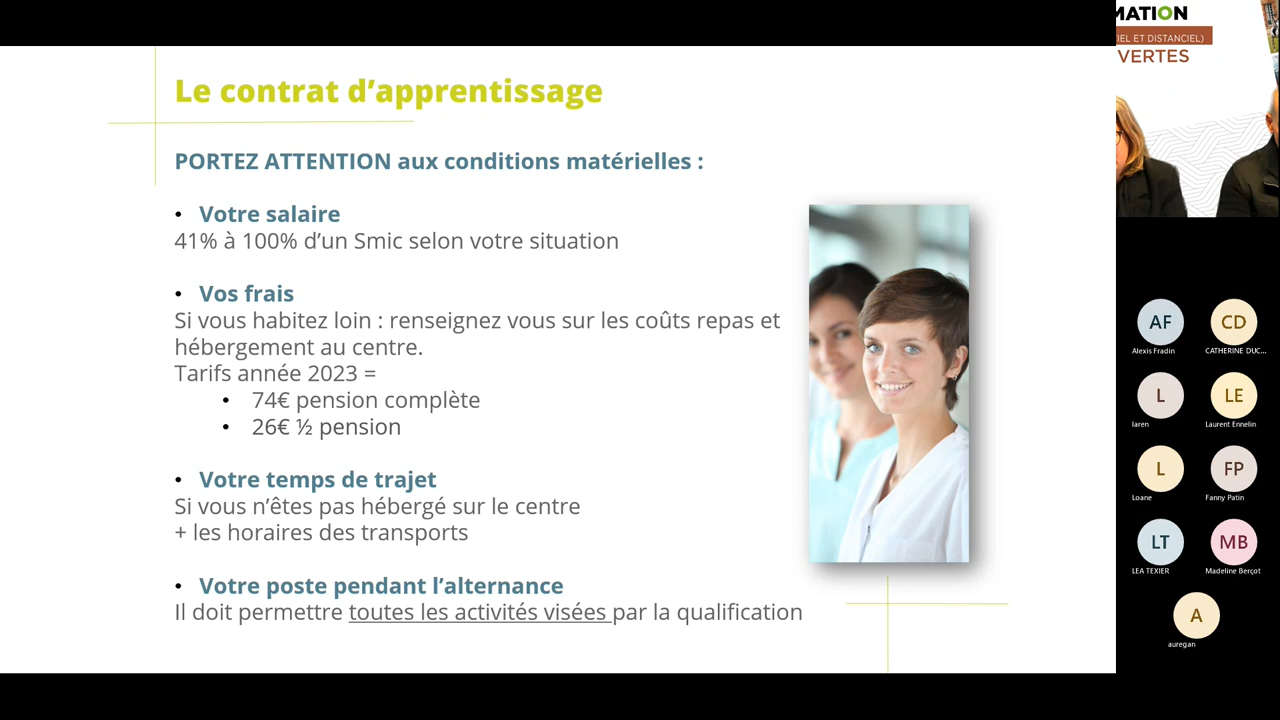 Le contrat d’apprentissage
PORTEZ ATTENTION aux conditions matérielles :
• Votre salaire
41% à 100% d’un Smic selon votre situation
• Vos frais
Si vous habitez loin : renseignez vous sur les coûts repas et
hébergement au centre.
Tarifs année 2023 =
• 74€ pension complète
• 26€ ½ pension
• Votre temps de trajet
Si vous n’êtes pas hébergé sur le centre
+ les horaires des transports
• Votre poste pendant l’alternance
Il doit permettre toutes les activités visées par la qualification
MATION
IEL ET DISTANCIEL)
VERTES
AF
CD
Alexis Fradin
CATHERINE DUC...
L
LE
laren
Laurent Ennelin
L
FP
Loane
Fanny Patin
LT
MB
LEA TEXIER
Madeline Berçot
A
auregan